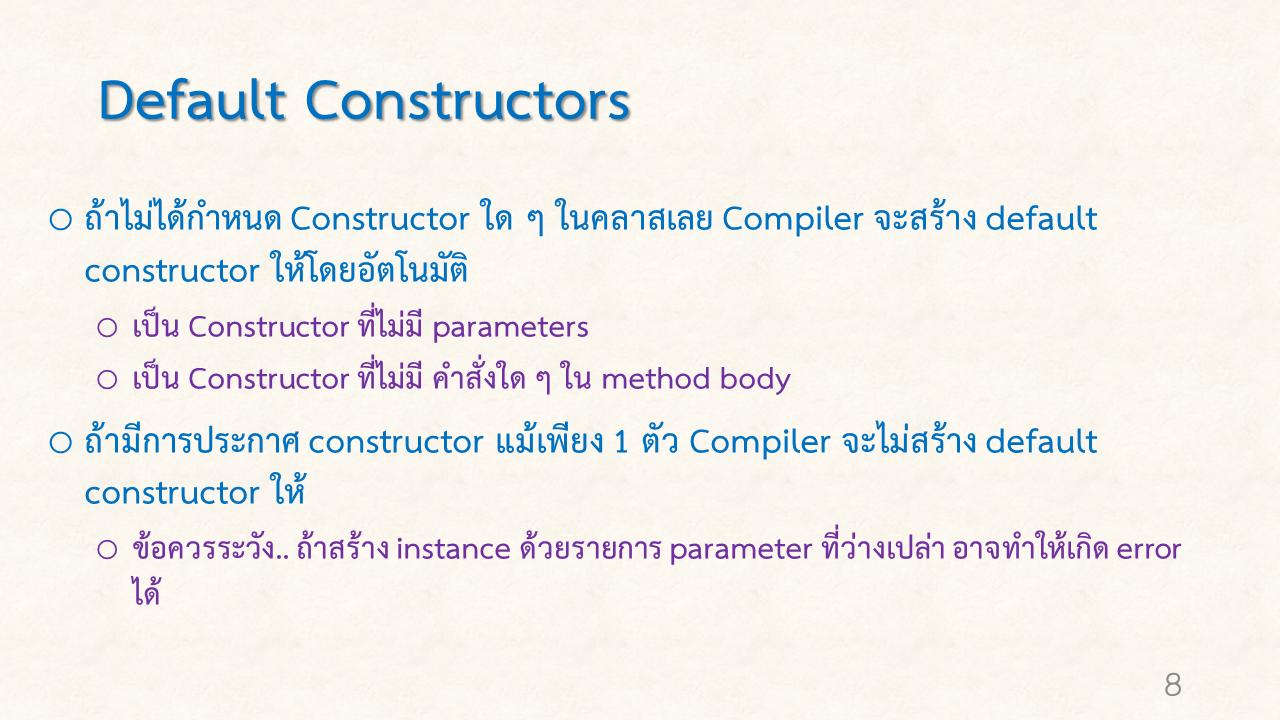 Default Constructors
ถ้าไม่ได้กำหนด Constructor ใด ๆ ในคลาสเลย Compiler จะสร้าง default
constructor ให้โดยอัตโนมัติ
เป็น Constructor ที่ไม่มี parameters
เป็น Constructor ที่ไม่มี คำสั่งใด ๆ ใน method body
ถ้ามีการประกาศ constructor แม้เพียง 1 ตัว Compiler จะไม่สร้าง default
constructor ให้
ข้อควรระวัง.. ถ้าสร้าง instance ด้วยรายการ parameter ที่ว่างเปล่า อาจทำให้เกิด error
ได้
8